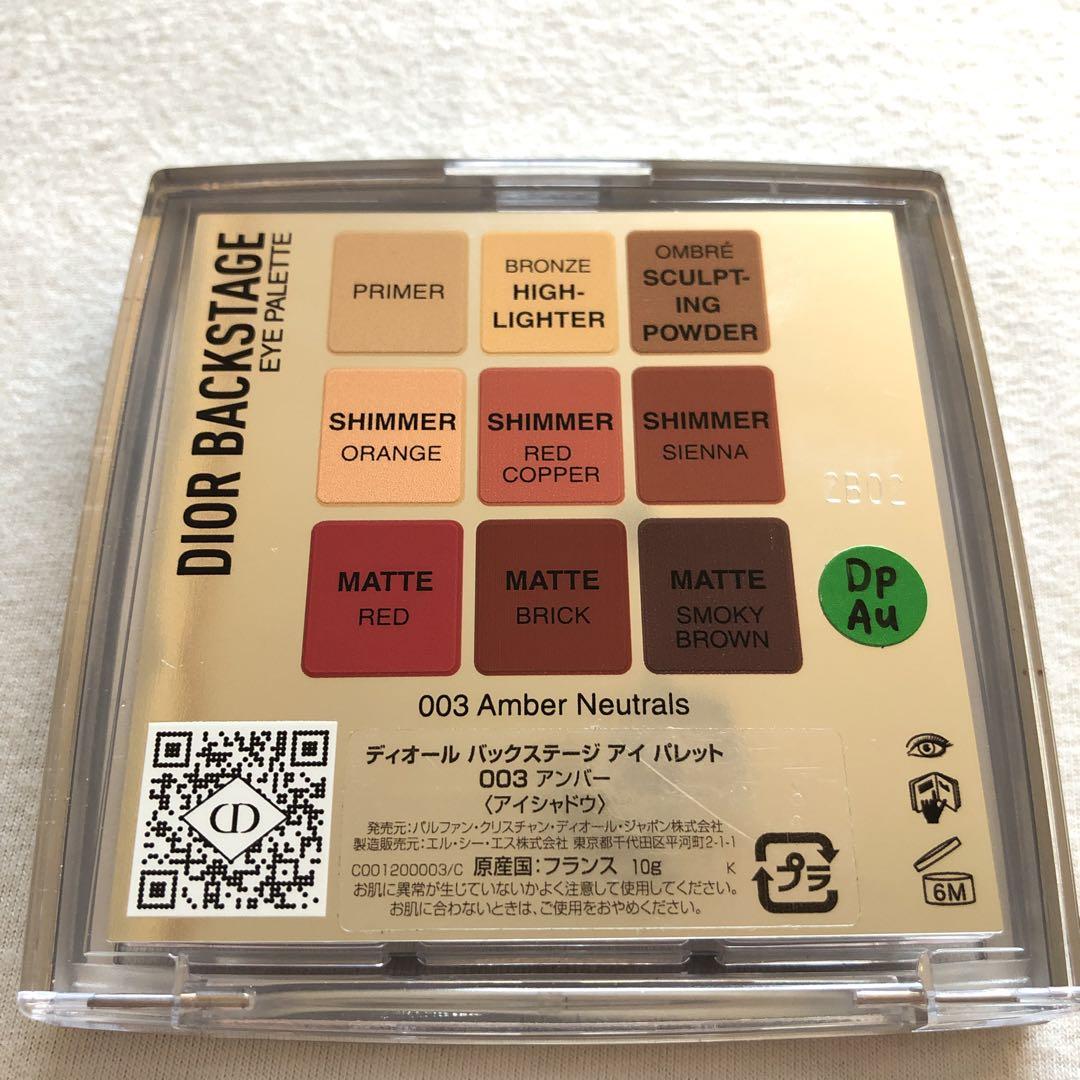 DIOR BACKSTAGE
EYE PALETTE
PRIMER
BRONZE
HIGH-
LIGHTER
OMBRÉ
SCULPT-
ING
POWDER
SHIMMER
ORANGE
SHIMMER
RED
COPPER
SHIMMER
SIENNA
MATTE
RED
MATTE
BRICK
MATTE
SMOKY
BROWN
2B02
Dp
Au
003 Amber Neutrals
ディオール バックステージ アイ パレット
003 アンバー
〈アイシャドウ〉
発売元:パルファン・クリスチャン・ディオール・ジャポン株式会社
製造販売元:エル・シー・エス株式会社 東京都千代田区平河町2-1-1
C001200003/C 原産国:フランス 10g K
お肌に異常が生じていないかよく注意して使用してください。
お肌に合わないときは、ご使用をおやめください。
プラ
6M
CD